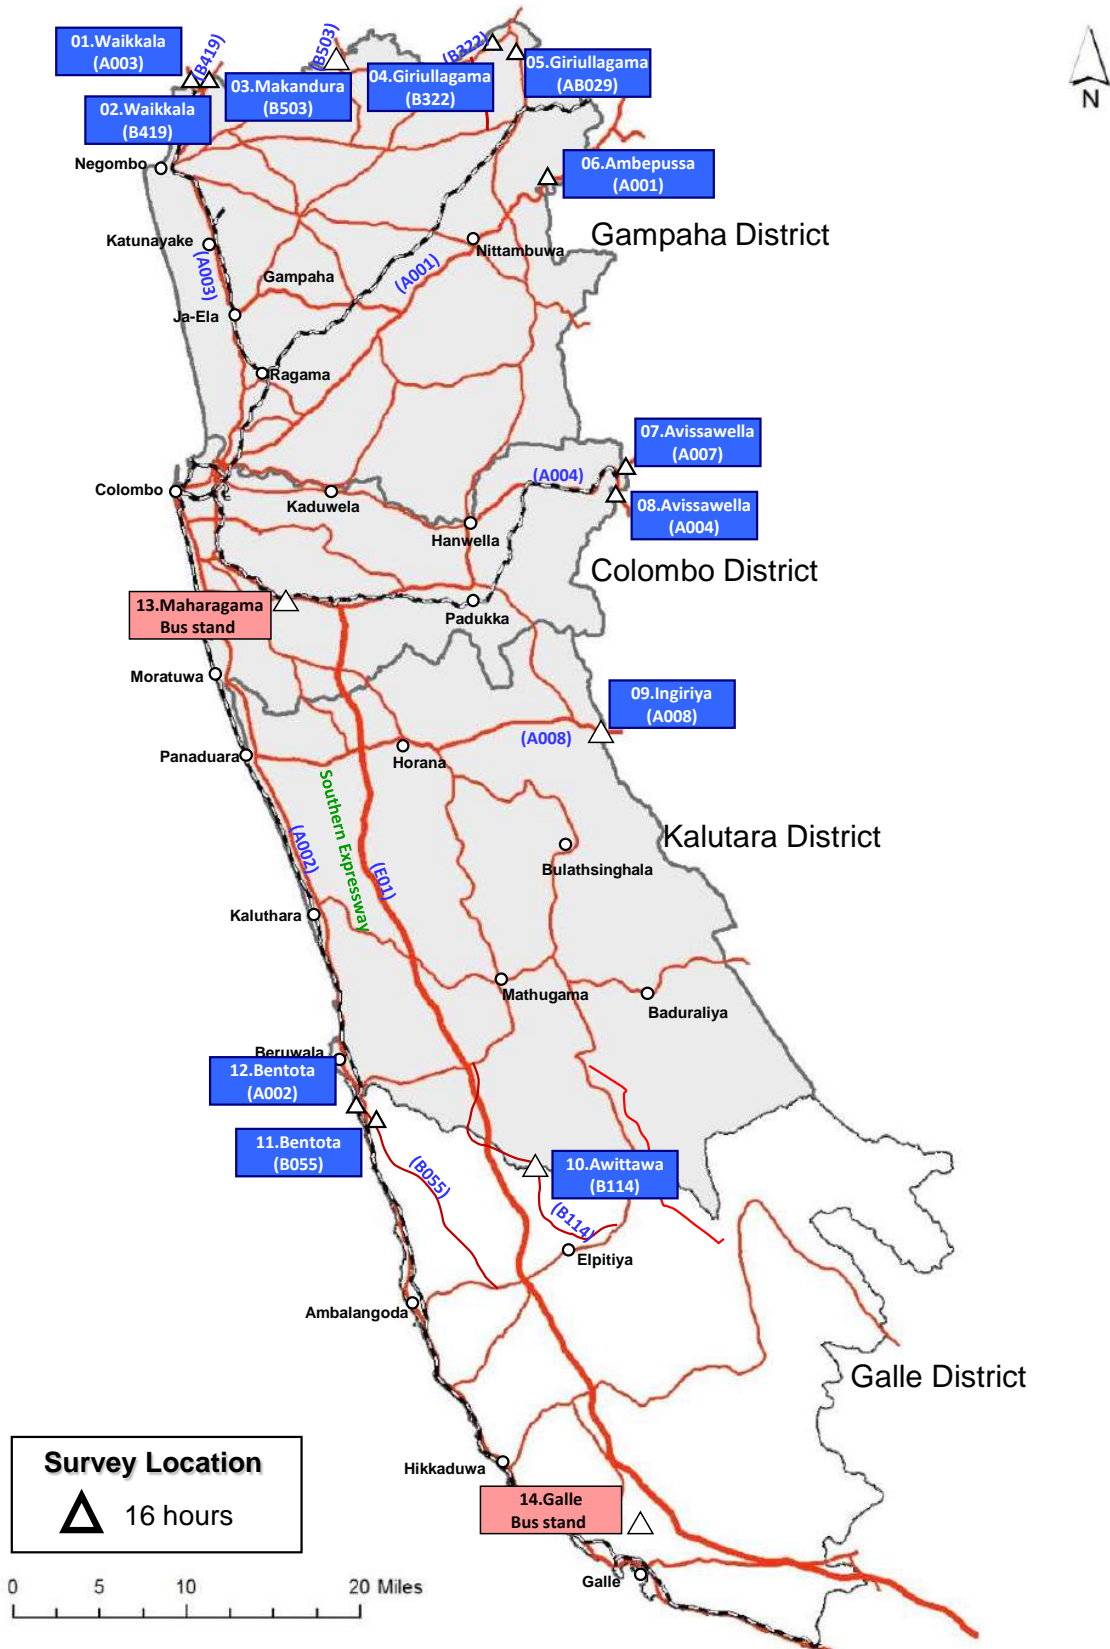 01.Waikkala
(A003)
(B419)
02.Waikkala
(B419)
03.Makandura
(B503)
(B503)
04.Giriullagama
(B322)
(B322)
05.Giriullagama
(AB029)
N
Negombo
06.Ambepussa
(A001)
Gampaha District
Katunayake
Nittambuwa
(A003)
Gampaha
(A001)
Ja-Ela
Ragama
07.Avissawella
(A007)
(A004)
Colombo
Kaduwela
08.Avissawella
(A004)
Hanwella
Colombo District
13.Maharagama
Bus stand
Padukka
Moratuwa
09.Ingiriya
(A008)
(A008)
Panaduara
Horana
Southern Expressway
(A002)
(E01)
Kalutara District
Bulathsinghala
Kaluthara
Mathugama
Baduraliya
Beruwala
12.Bentota
(A002)
11.Bentota
(B055)
(B055)
10.Awittawa
(B114)
(B114)
Elpitiya
Ambalangoda
Galle District
Survey Location
16 hours
Hikkaduwa
14.Galle
Bus stand
Galle
0 5 10 20 Miles